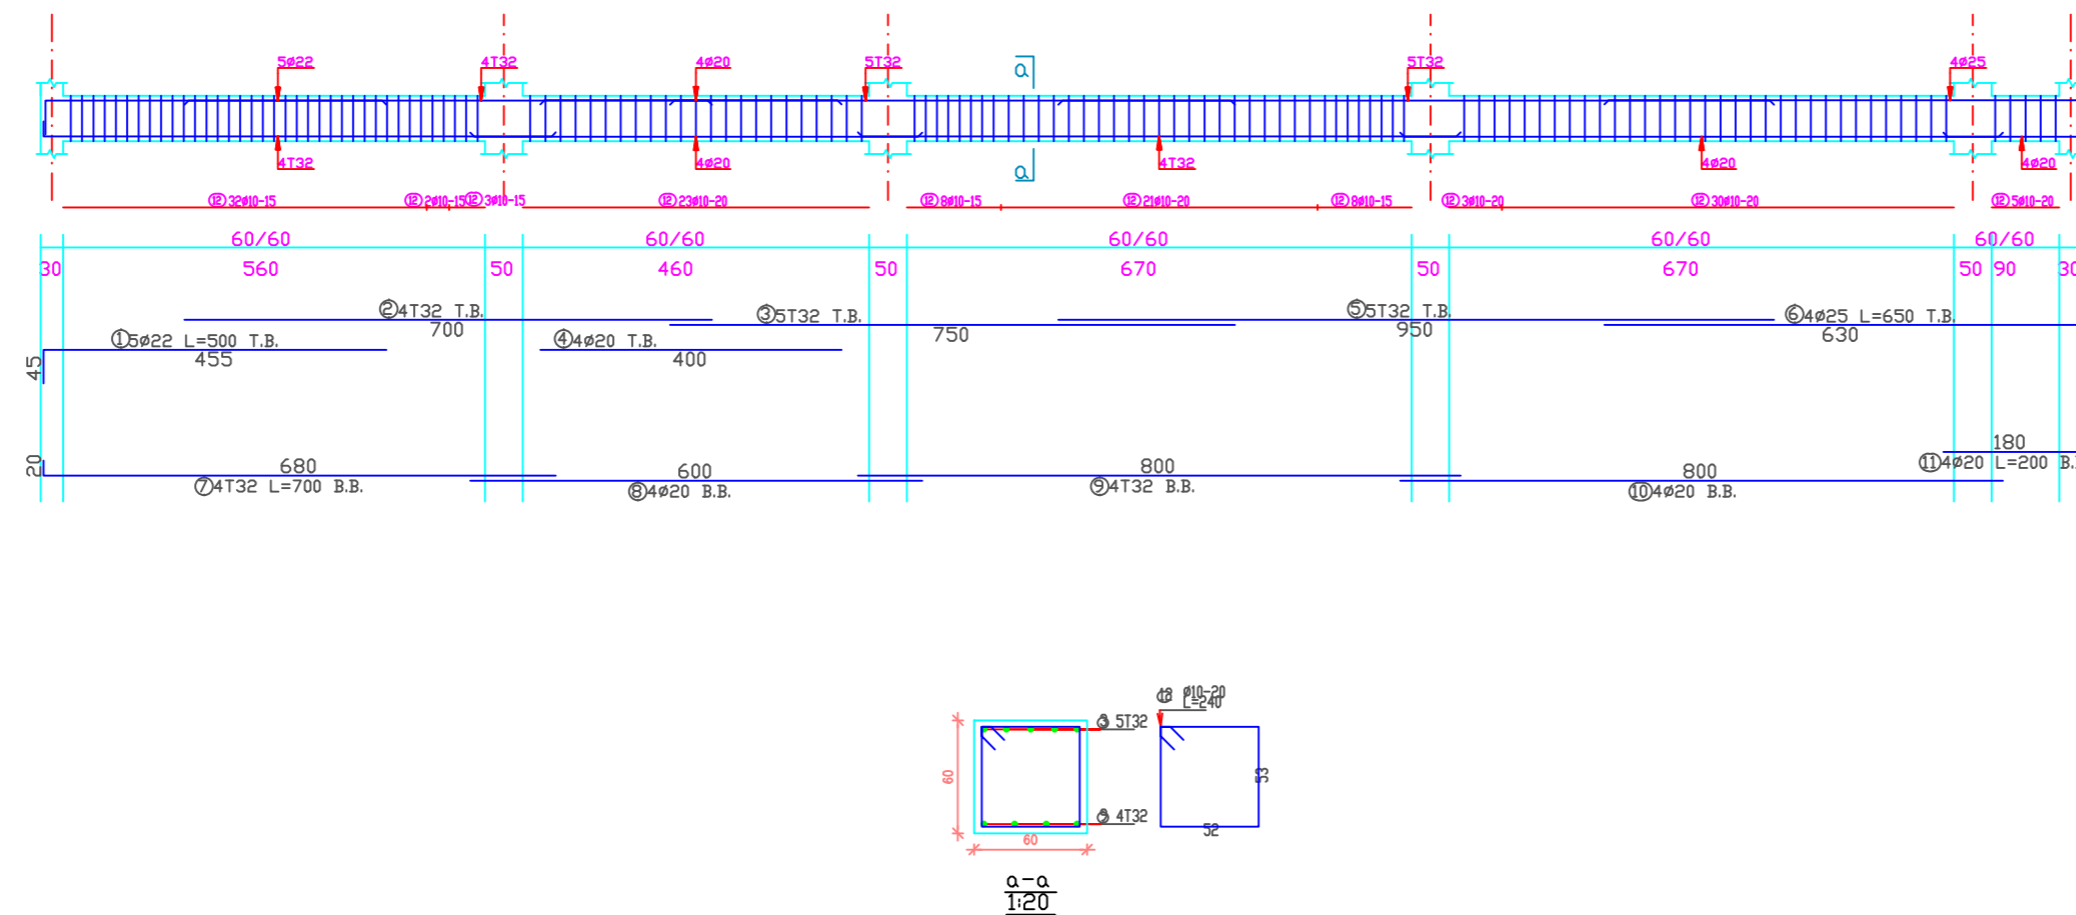 5ø22 4T32 4ø20 5T32 5T32 4ø25
a
4T32 4ø20 4T32 4ø20 4ø20
a
⑫32ø10-15 ⑫2ø10-15 ⑫3ø10-15 ⑫23ø10-20 ⑫8ø10-15 ⑫21ø10-20 ⑫8ø10-15 ⑫3ø10-20 ⑫30ø10-20 ⑫5ø10-20
60/60 60/60 60/60 60/60 60/60
30 560 50 460 50 670 50 670 50 90 30
②4T32 T.B. ③5T32 T.B. ⑤5T32 T.B. ⑥4ø25 L=650 T.B.
700 750 950 630
①5ø22 L=500 T.B. ④4ø20 T.B.
45 455 400
180
20 680 600 800 800 ⑪4ø20 L=200 B.B
⑦4T32 L=700 B.B. ⑧4ø20 B.B. ⑨4T32 B.B. ⑩4ø20 B.B.
⑫ ø10-20
L=240
③ 5T32
60 53
⑨ 4T32
52
60
a-a
1:20